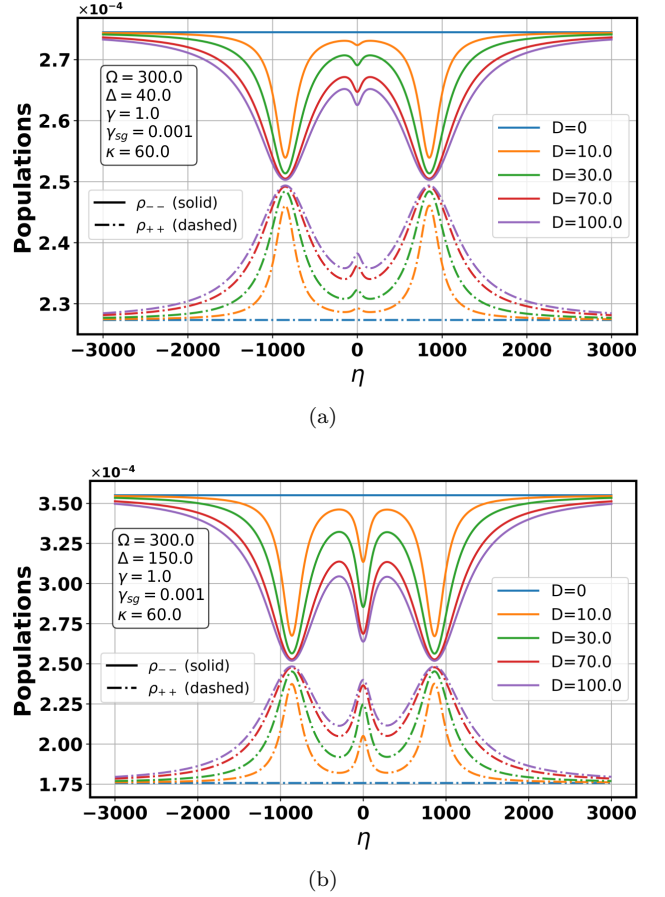 ×10⁻⁴
2.7
2.6
2.5
2.4
2.3
Populations
Ω = 300.0
Δ = 40.0
γ = 1.0
γ_sg = 0.001
κ = 60.0
ρ₋₋ (solid)
ρ₊₊ (dashed)
D=0
D=10.0
D=30.0
D=70.0
D=100.0
−3000 −2000 −1000 0 1000 2000 3000
η
(a)
×10⁻⁴
3.50
3.25
3.00
2.75
2.50
2.25
2.00
1.75
Populations
Ω = 300.0
Δ = 150.0
γ = 1.0
γ_sg = 0.001
κ = 60.0
ρ₋₋ (solid)
ρ₊₊ (dashed)
D=0
D=10.0
D=30.0
D=70.0
D=100.0
−3000 −2000 −1000 0 1000 2000 3000
η
(b)